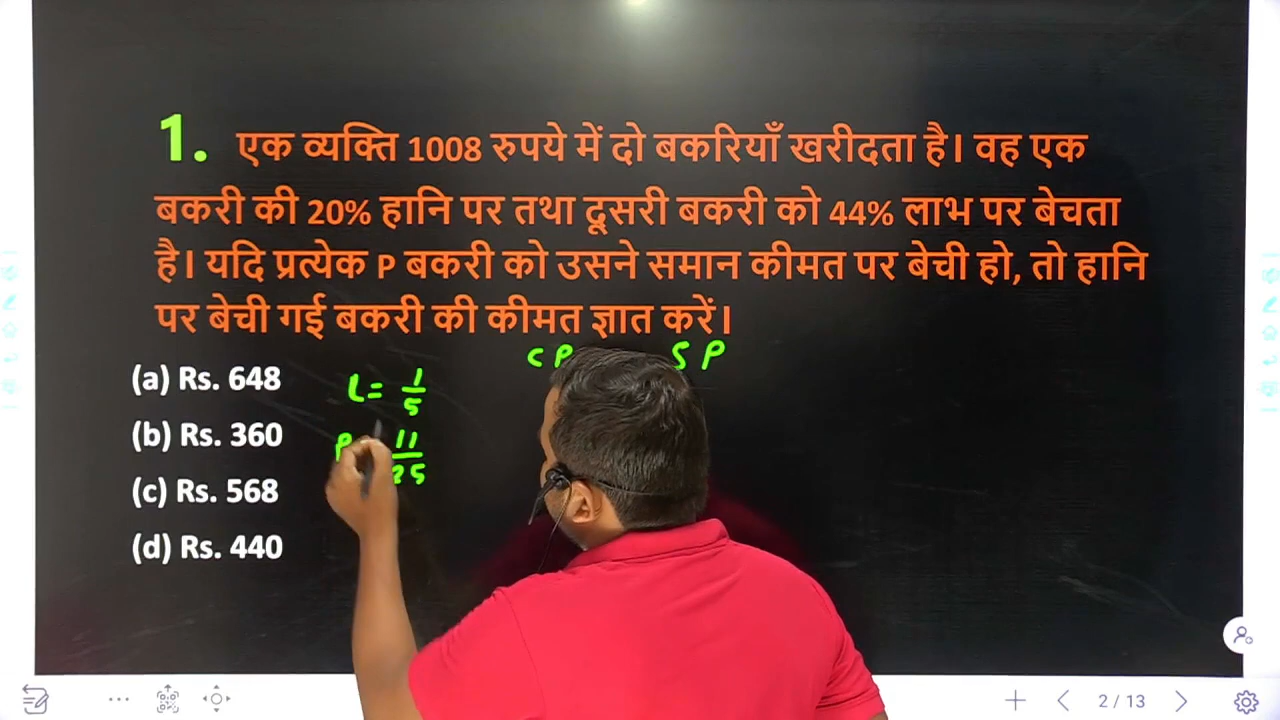 1. एक व्यक्ति 1008 रुपये में दो बकरियाँ खरीदता है। वह एक
बकरी की 20% हानि पर तथा दूसरी बकरी को 44% लाभ पर बेचता
है। यदि प्रत्येक P बकरी को उसने समान कीमत पर बेची हो, तो हानि
पर बेची गई बकरी की कीमत ज्ञात करें।
CP SP
(a) Rs. 648
(b) Rs. 360
(c) Rs. 568
(d) Rs. 440
L = 1/5
P 11/25
2 / 13